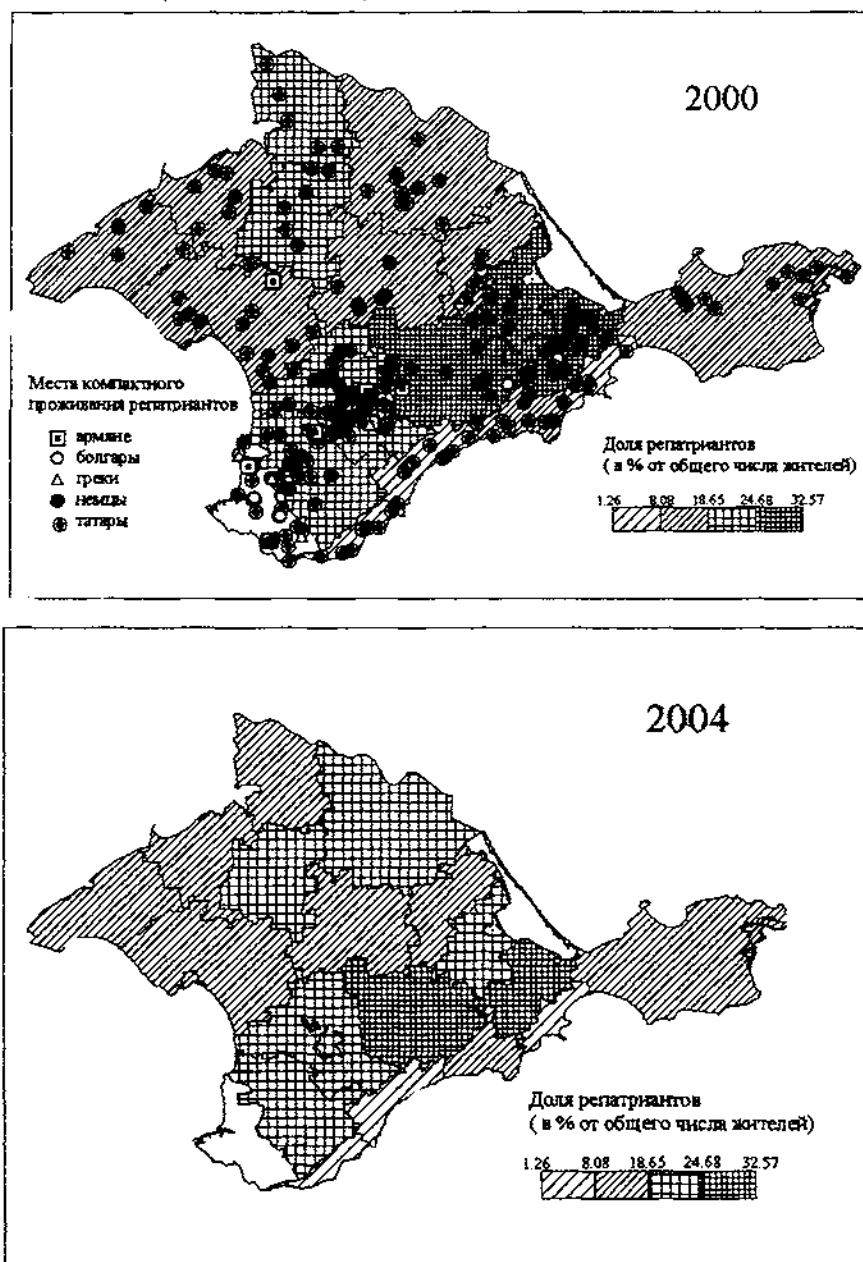 2000
Места компактного
проживания репатриантов
армяне
болгары
греки
немцы
татары
Доля репатриантов
( в % от общего числа жителей)
1.26 8.08 18.65 24.68 32.57
2004
Доля репатриантов
( в % от общего числа жителей)
1.26 8.08 18.65 24.68 32.57